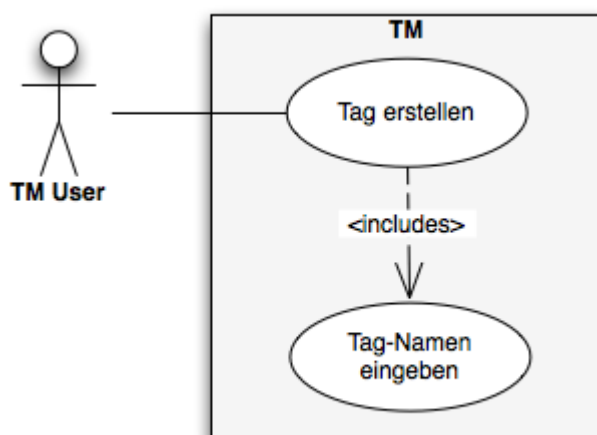 TM
Tag erstellen
TM User
<includes>
Tag-Namen
eingeben